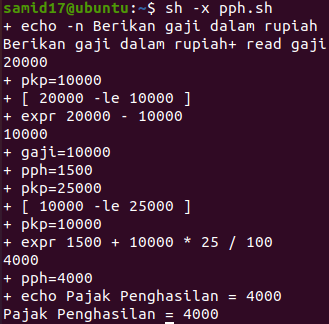 samid17@ubuntu:~$ sh -x pph.sh
+ echo -n Berikan gaji dalam rupiah
Berikan gaji dalam rupiah+ read gaji
20000
+ pkp=10000
+ [ 20000 -le 10000 ]
+ expr 20000 - 10000
10000
+ gaji=10000
+ pph=1500
+ pkp=25000
+ [ 10000 -le 25000 ]
+ pkp=10000
+ expr 1500 + 10000 * 25 / 100
4000
+ pph=4000
+ echo Pajak Penghasilan = 4000
Pajak Penghasilan = 4000